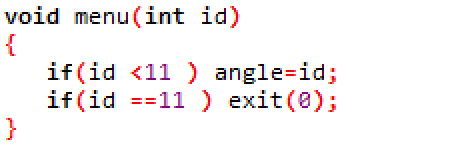 void menu(int id)
{
   if(id <11 ) angle=id;
   if(id ==11 ) exit(0);
}